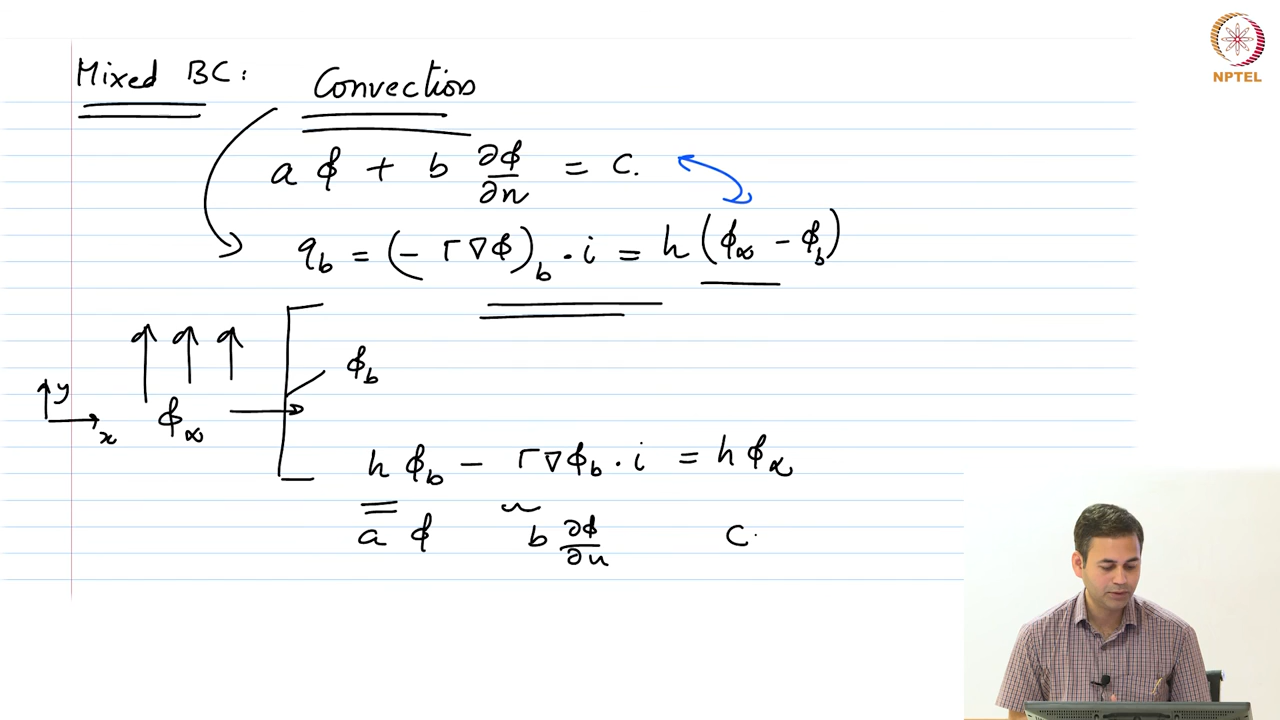 Mixed BC: Convection
NPTEL
a φ + b ∂φ/∂n = C.
q_b = (- Γ∇φ)_b · i = h (φ_∞ - φ_b)
φ_b
y
x
φ_∞
h φ_b - Γ∇φ_b · i = h φ_∞
a φ b ∂φ/∂n C.